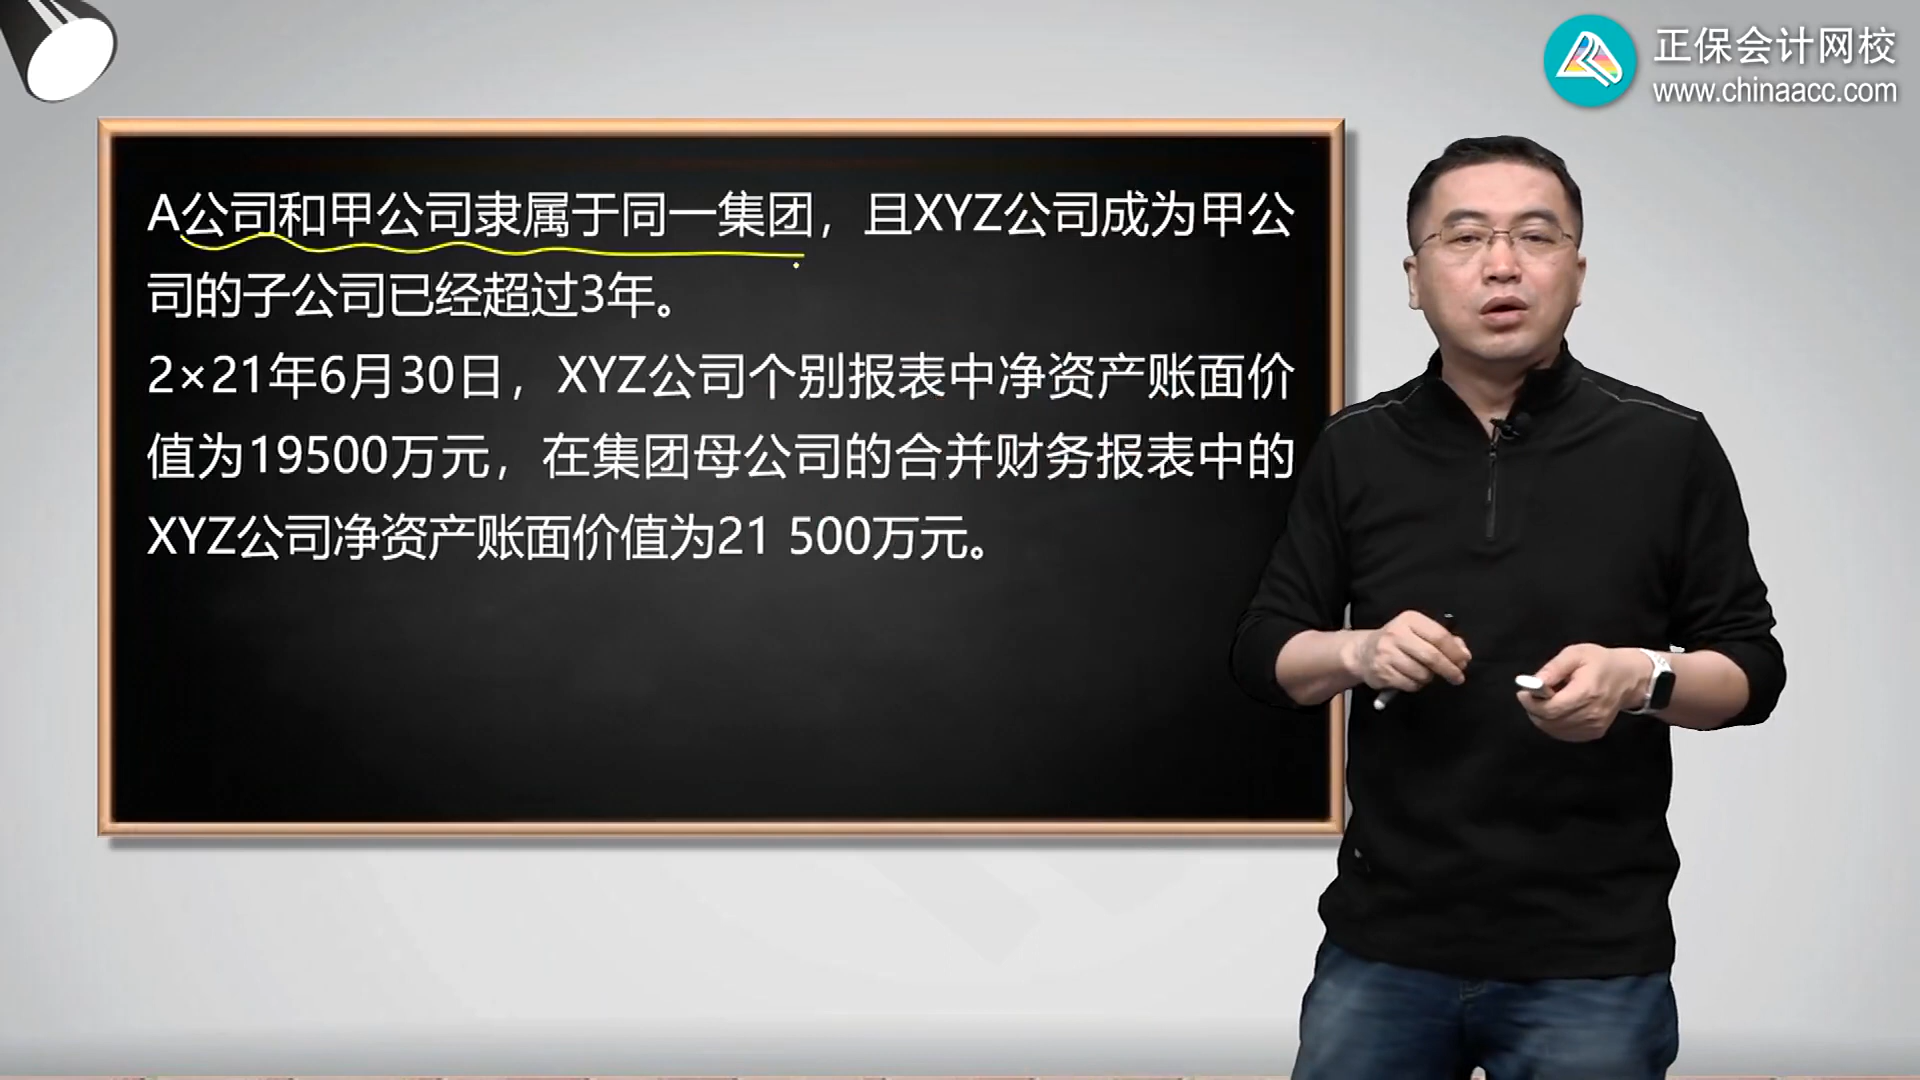 正保会计网校
www.chinaacc.com
A公司和甲公司隶属于同一集团，且XYZ公司成为甲公
司的子公司已经超过3年。
2×21年6月30日，XYZ公司个别报表中净资产账面价
值为19500万元，在集团母公司的合并财务报表中的
XYZ公司净资产账面价值为21 500万元。